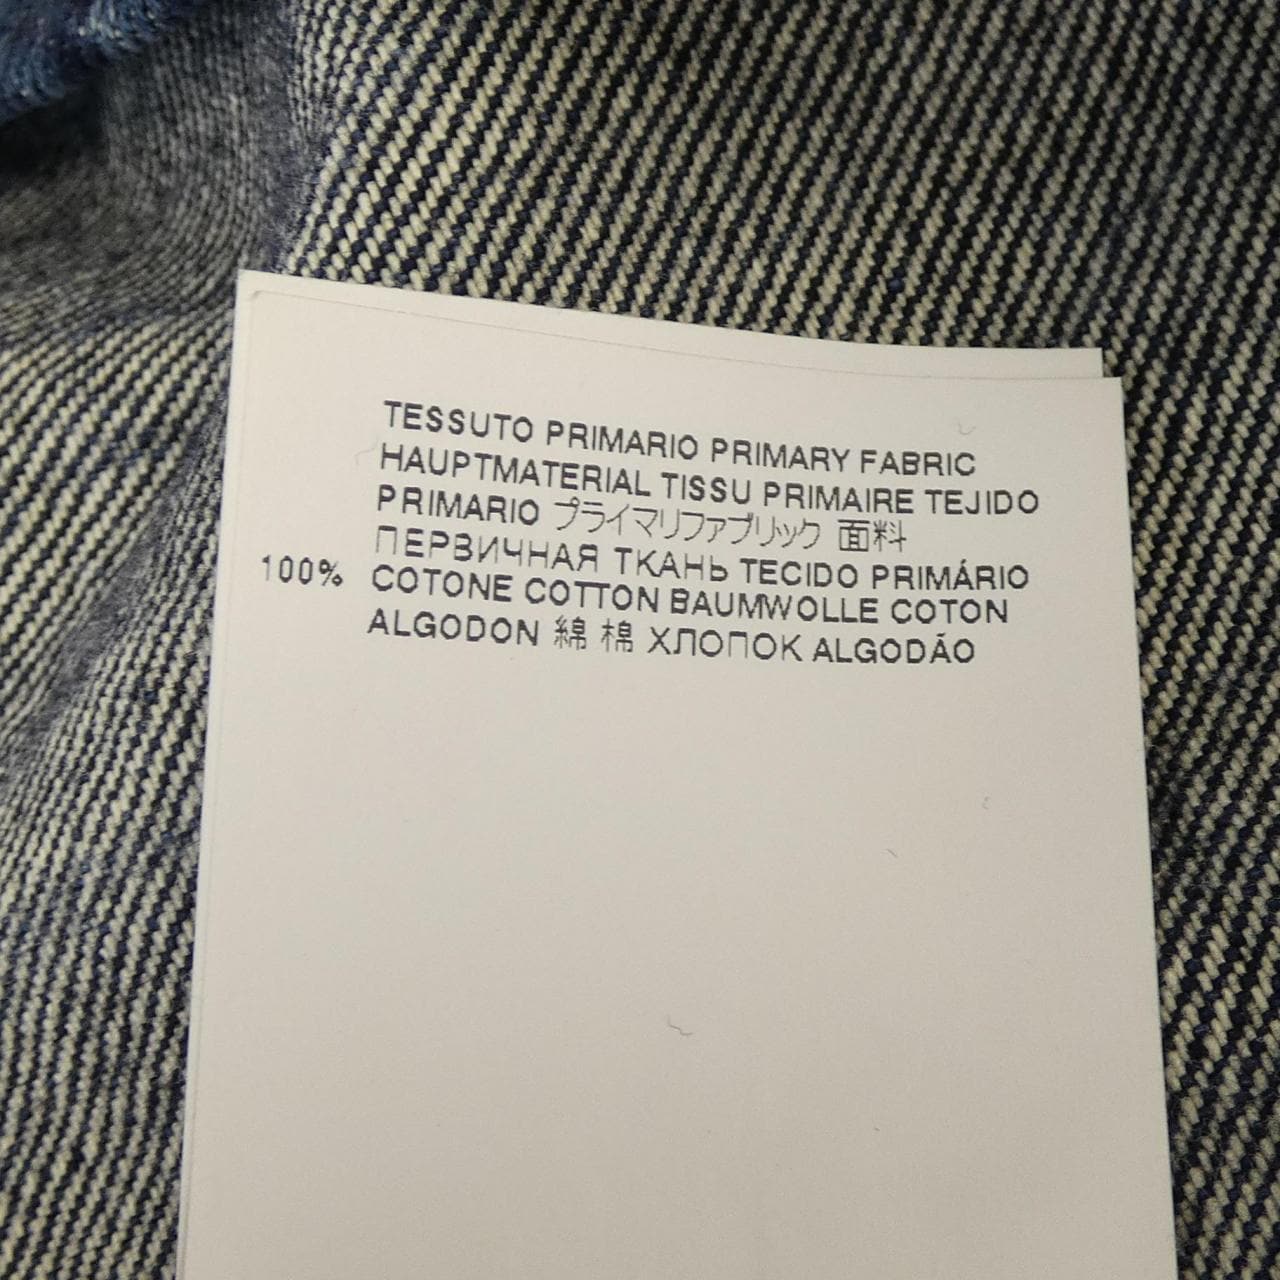 TESSUTO PRIMARIO PRIMARY FABRIC
HAUPTMATERIAL TISSU PRIMAIRE TEJIDO
PRIMARIO プライマリファブリック 面料
ПЕРВИЧНАЯ ТКАНЬ TECIDO PRIMÁRIO
100% COTONE COTTON BAUMWOLLE COTON
ALGODON 綿 棉 ХЛОПОК ALGODÃO